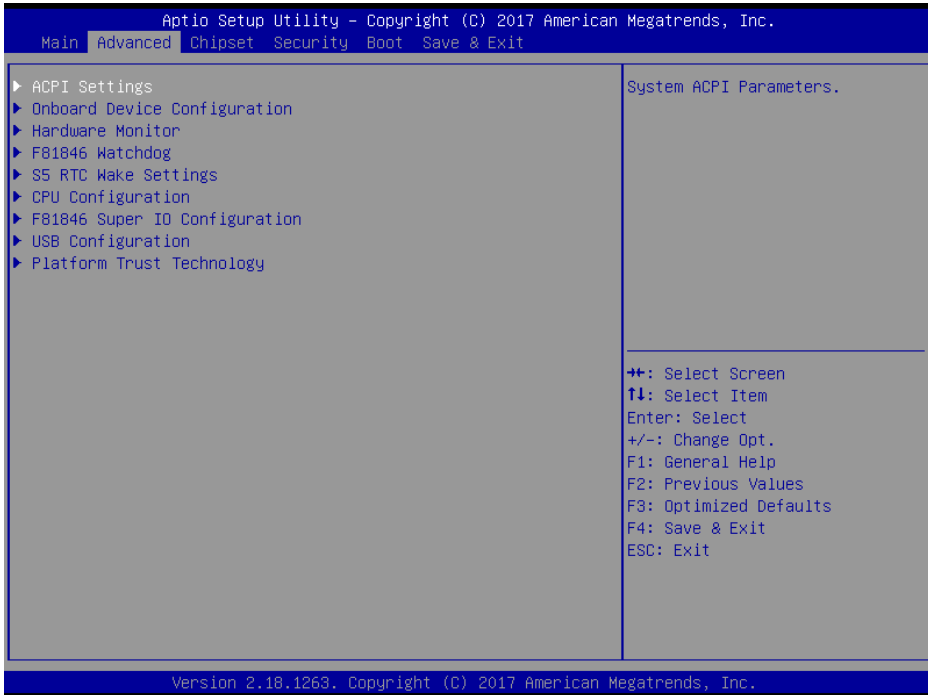 Aptio Setup Utility – Copyright (C) 2017 American Megatrends, Inc.
Main Advanced Chipset Security Boot Save & Exit
ACPI Settings
Onboard Device Configuration
Hardware Monitor
F81846 Watchdog
S5 RTC Wake Settings
CPU Configuration
F81846 Super IO Configuration
USB Configuration
Platform Trust Technology
System ACPI Parameters.
→←: Select Screen
↑↓: Select Item
Enter: Select
+/-: Change Opt.
F1: General Help
F2: Previous Values
F3: Optimized Defaults
F4: Save & Exit
ESC: Exit
Version 2.18.1263. Copyright (C) 2017 American Megatrends, Inc.